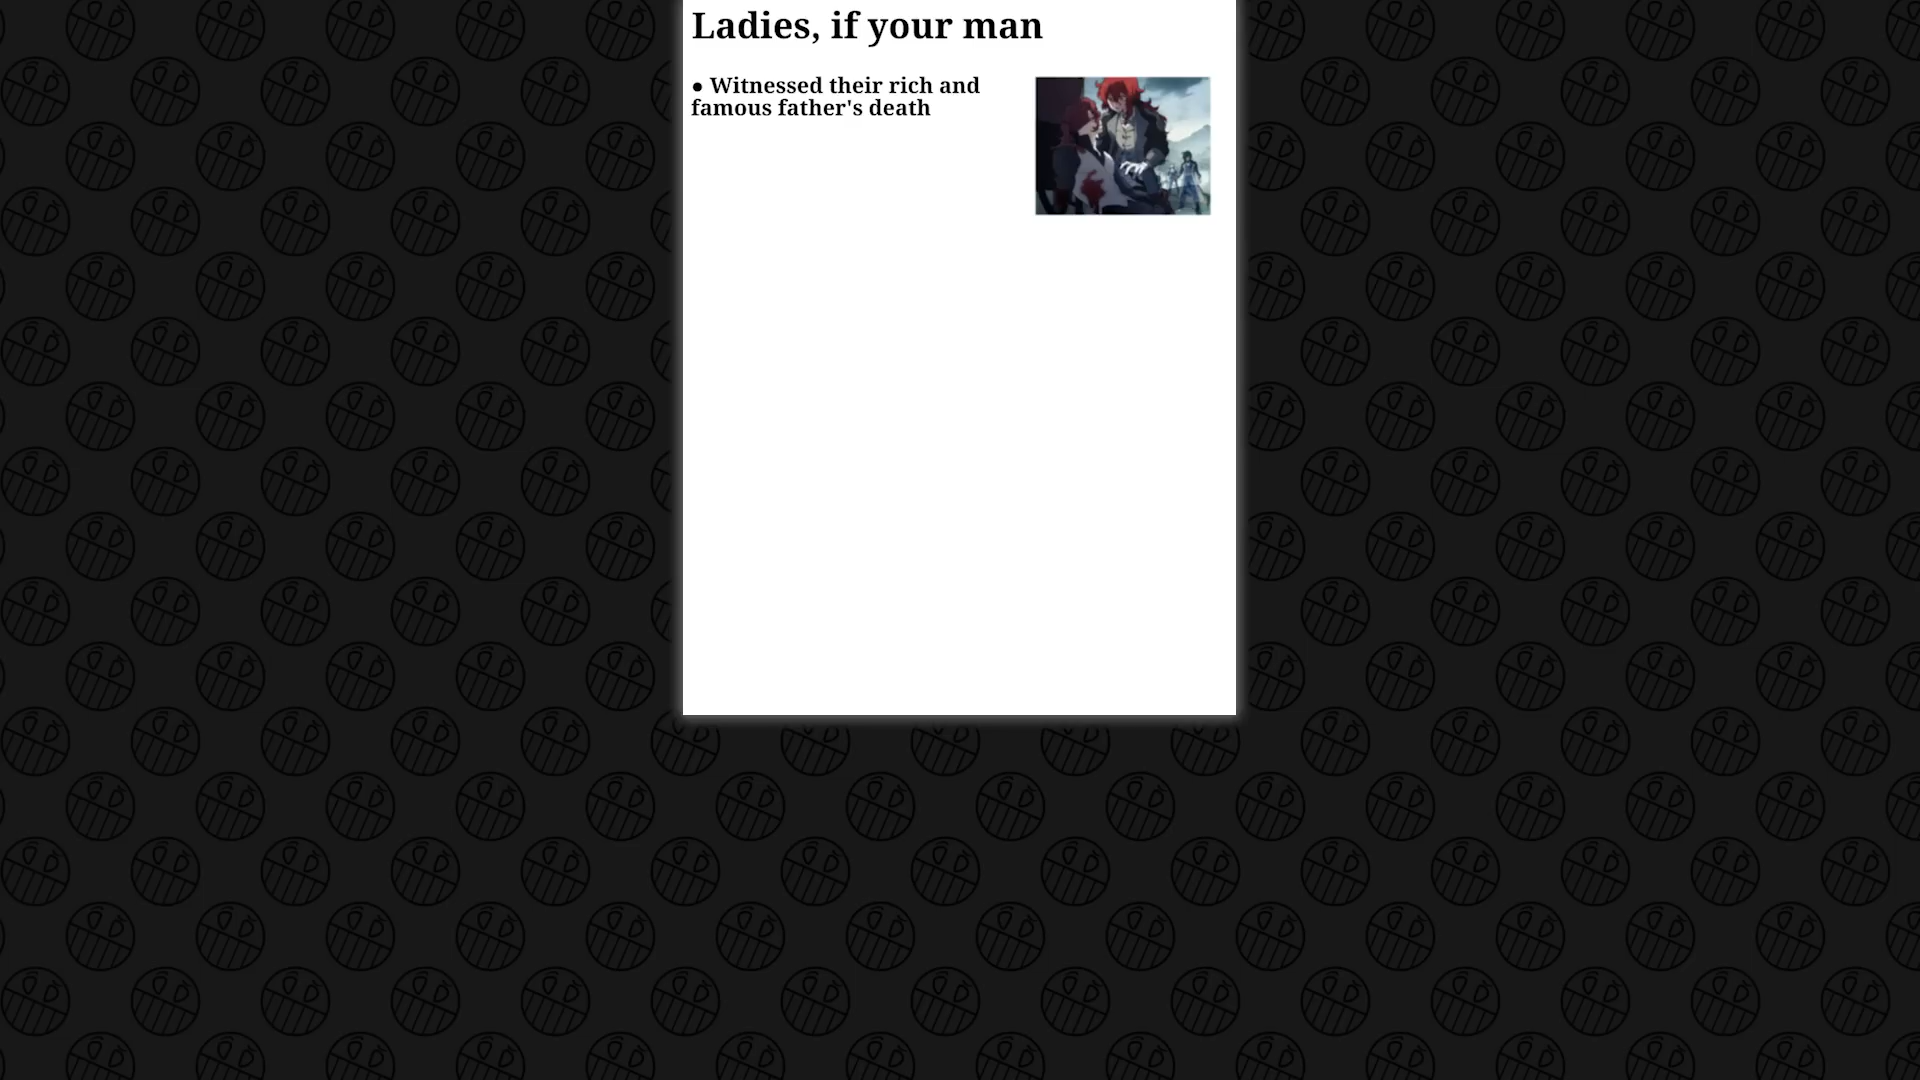 Ladies, if your man
● Witnessed their rich and
famous father's death